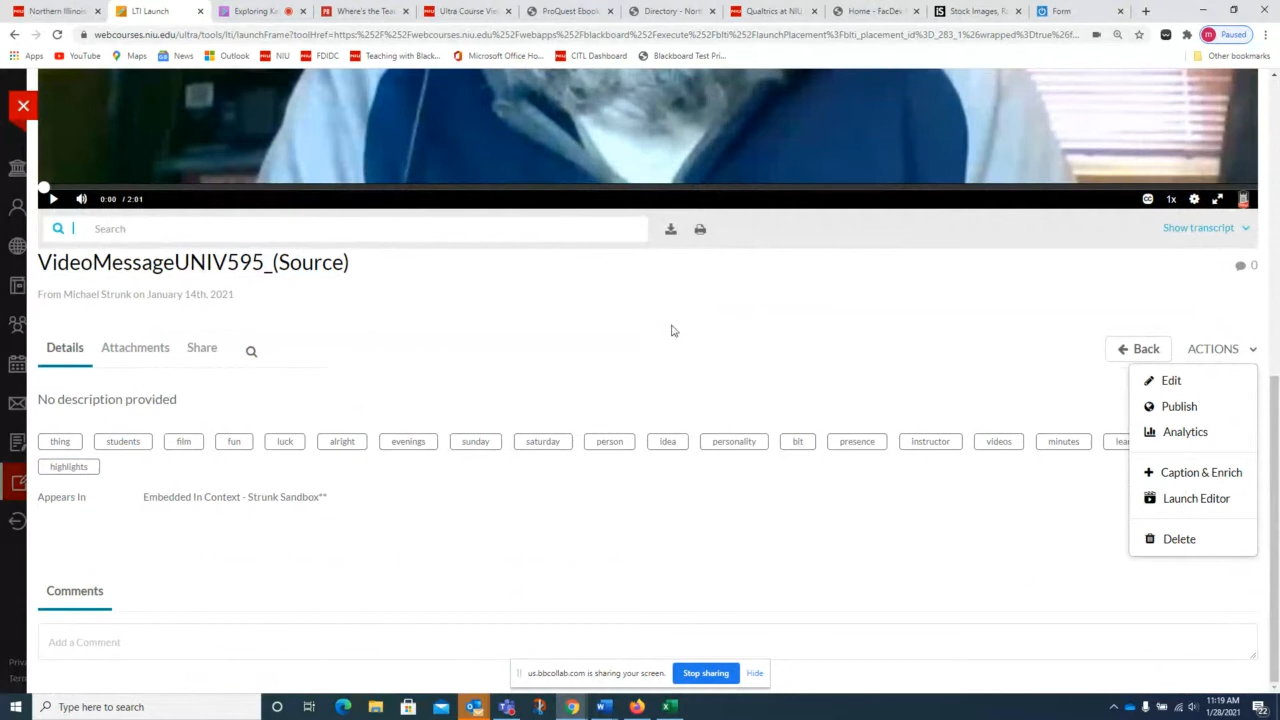 Northern Illinois
LTI Launch
Exploring Ka
Where's the Tea
Ultra Course View
ProQuest Ebook
Directory - Nort
Qualtrics at NIU
Home - FacDev
Stock Images, Ro
Form
webcourses.niu.edu/ultra/tools/lti/launchFrame?toolHref=https:%252F%252Fwebcourses.niu.edu%252Fwebapps%252Fblackboard%252Fexecute%252Fblti%252FlaunchPlacement%3Fblti_placement_id%3D_283_1%26wrapped%3Dtrue%26f...
m Paused
Apps YouTube Maps News Outlook NIU FDIDC Teaching with Black... Microsoft Office Ho... CITL Dashboard Blackboard Test Pri... Other bookmarks
0:00 / 2:01
CC 1x
Search
Show transcript
VideoMessageUNIV595_(Source)
0
From Michael Strunk on January 14th, 2021
Details Attachments Share
Back ACTIONS
Edit
Publish
Analytics
Caption & Enrich
Launch Editor
Delete
No description provided
thing students film fun luck alright evenings sunday saturday person idea personality bit presence instructor videos minutes lea
highlights
Appears In Embedded In Context - Strunk Sandbox**
Comments
Add a Comment
Priva
Term
us.bbcollab.com is sharing your screen. Stop sharing Hide
Type here to search
11:19 AM
1/28/2021
22